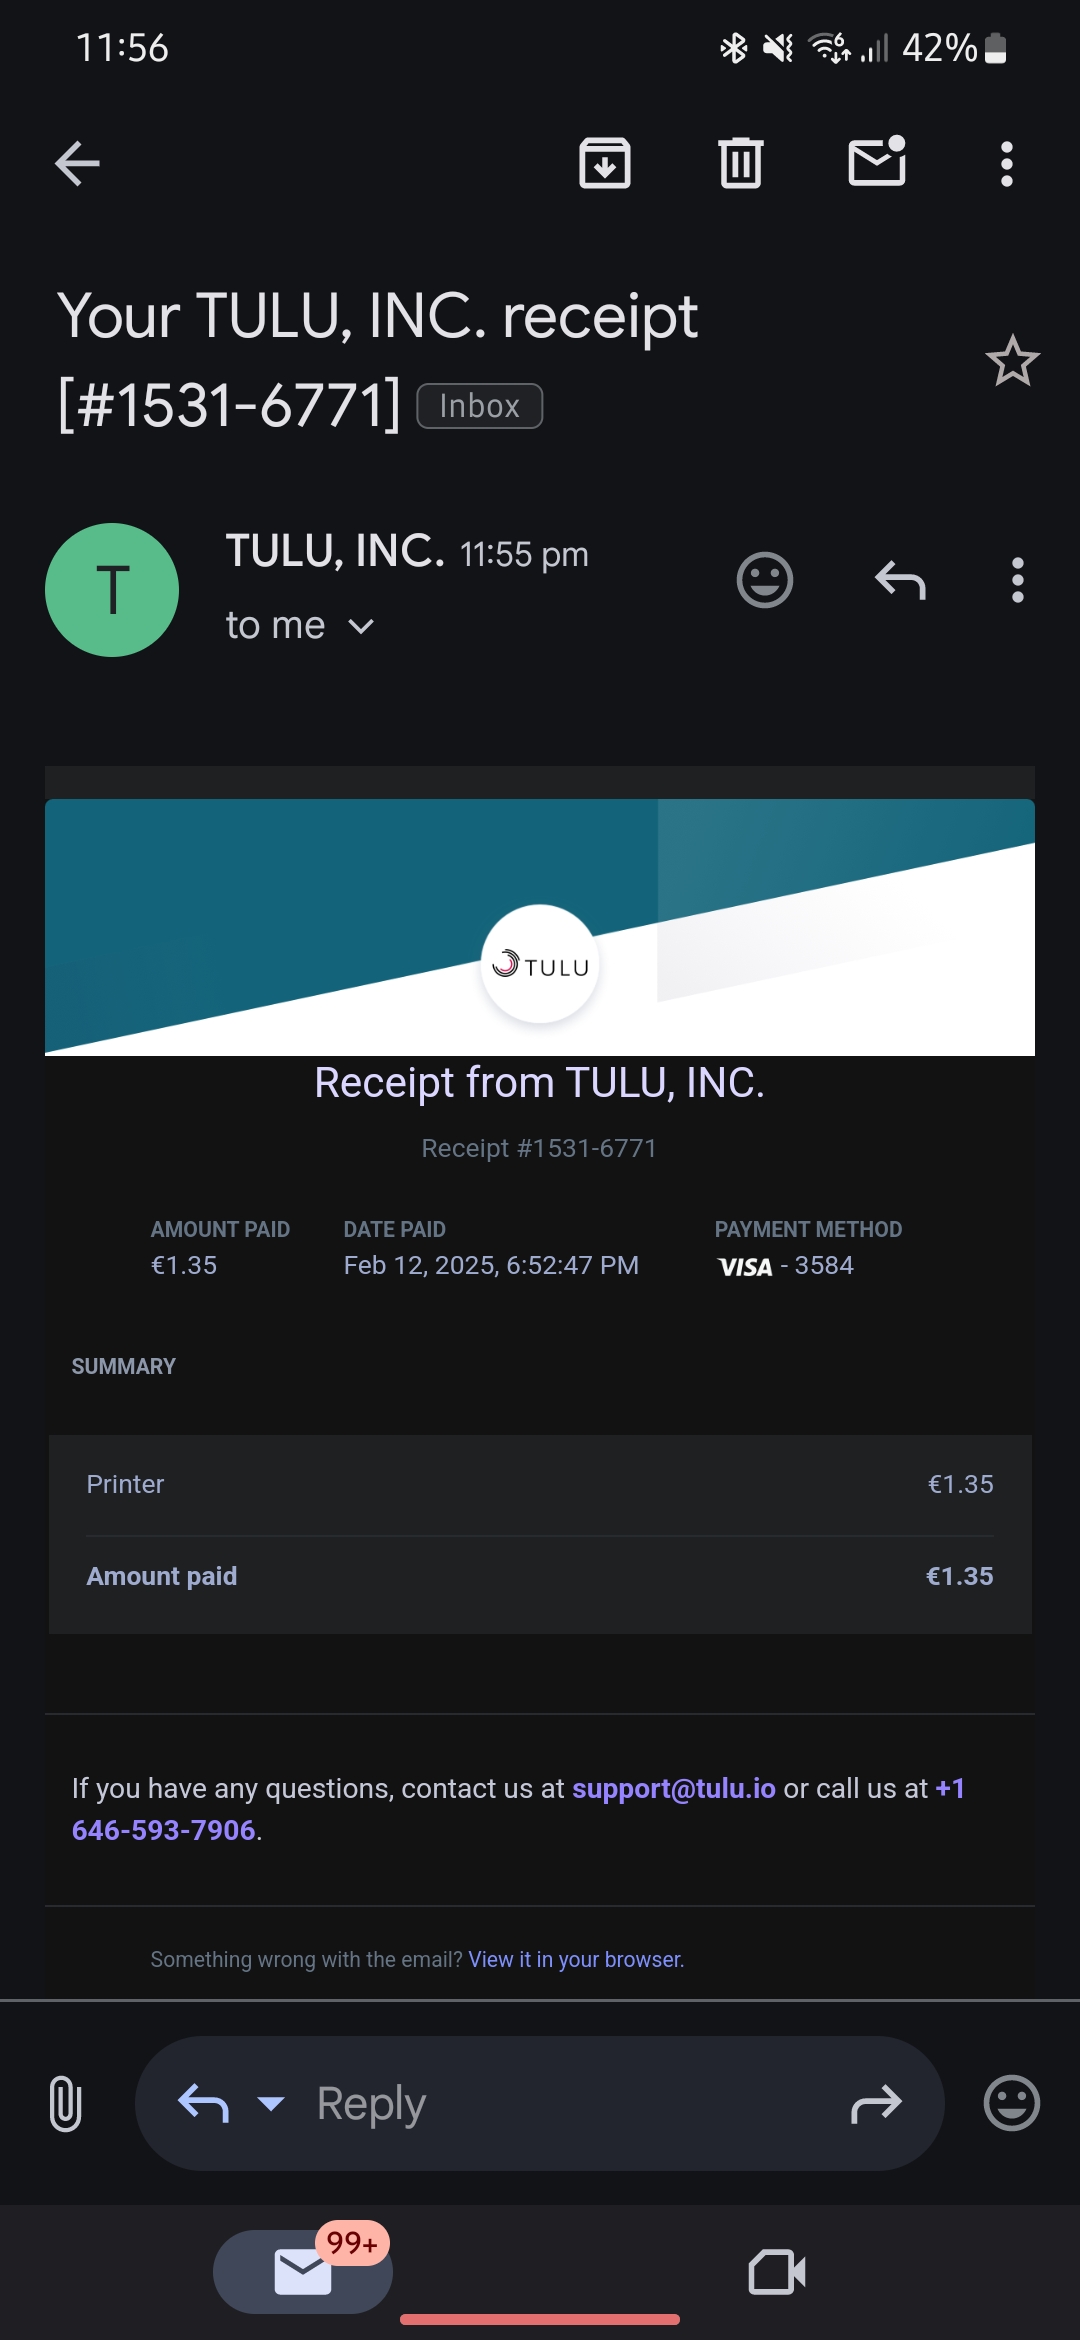 11:56
6
42%
Your TULU, INC. receipt
[#1531-6771] Inbox
T
TULU, INC. 11:55 pm
to me
TULU
Receipt from TULU, INC.
Receipt #1531-6771
AMOUNT PAID DATE PAID PAYMENT METHOD
€1.35 Feb 12, 2025, 6:52:47 PM VISA - 3584
SUMMARY
Printer €1.35
Amount paid €1.35
If you have any questions, contact us at support@tulu.io or call us at +1
646-593-7906.
Something wrong with the email? View it in your browser.
Reply
99+